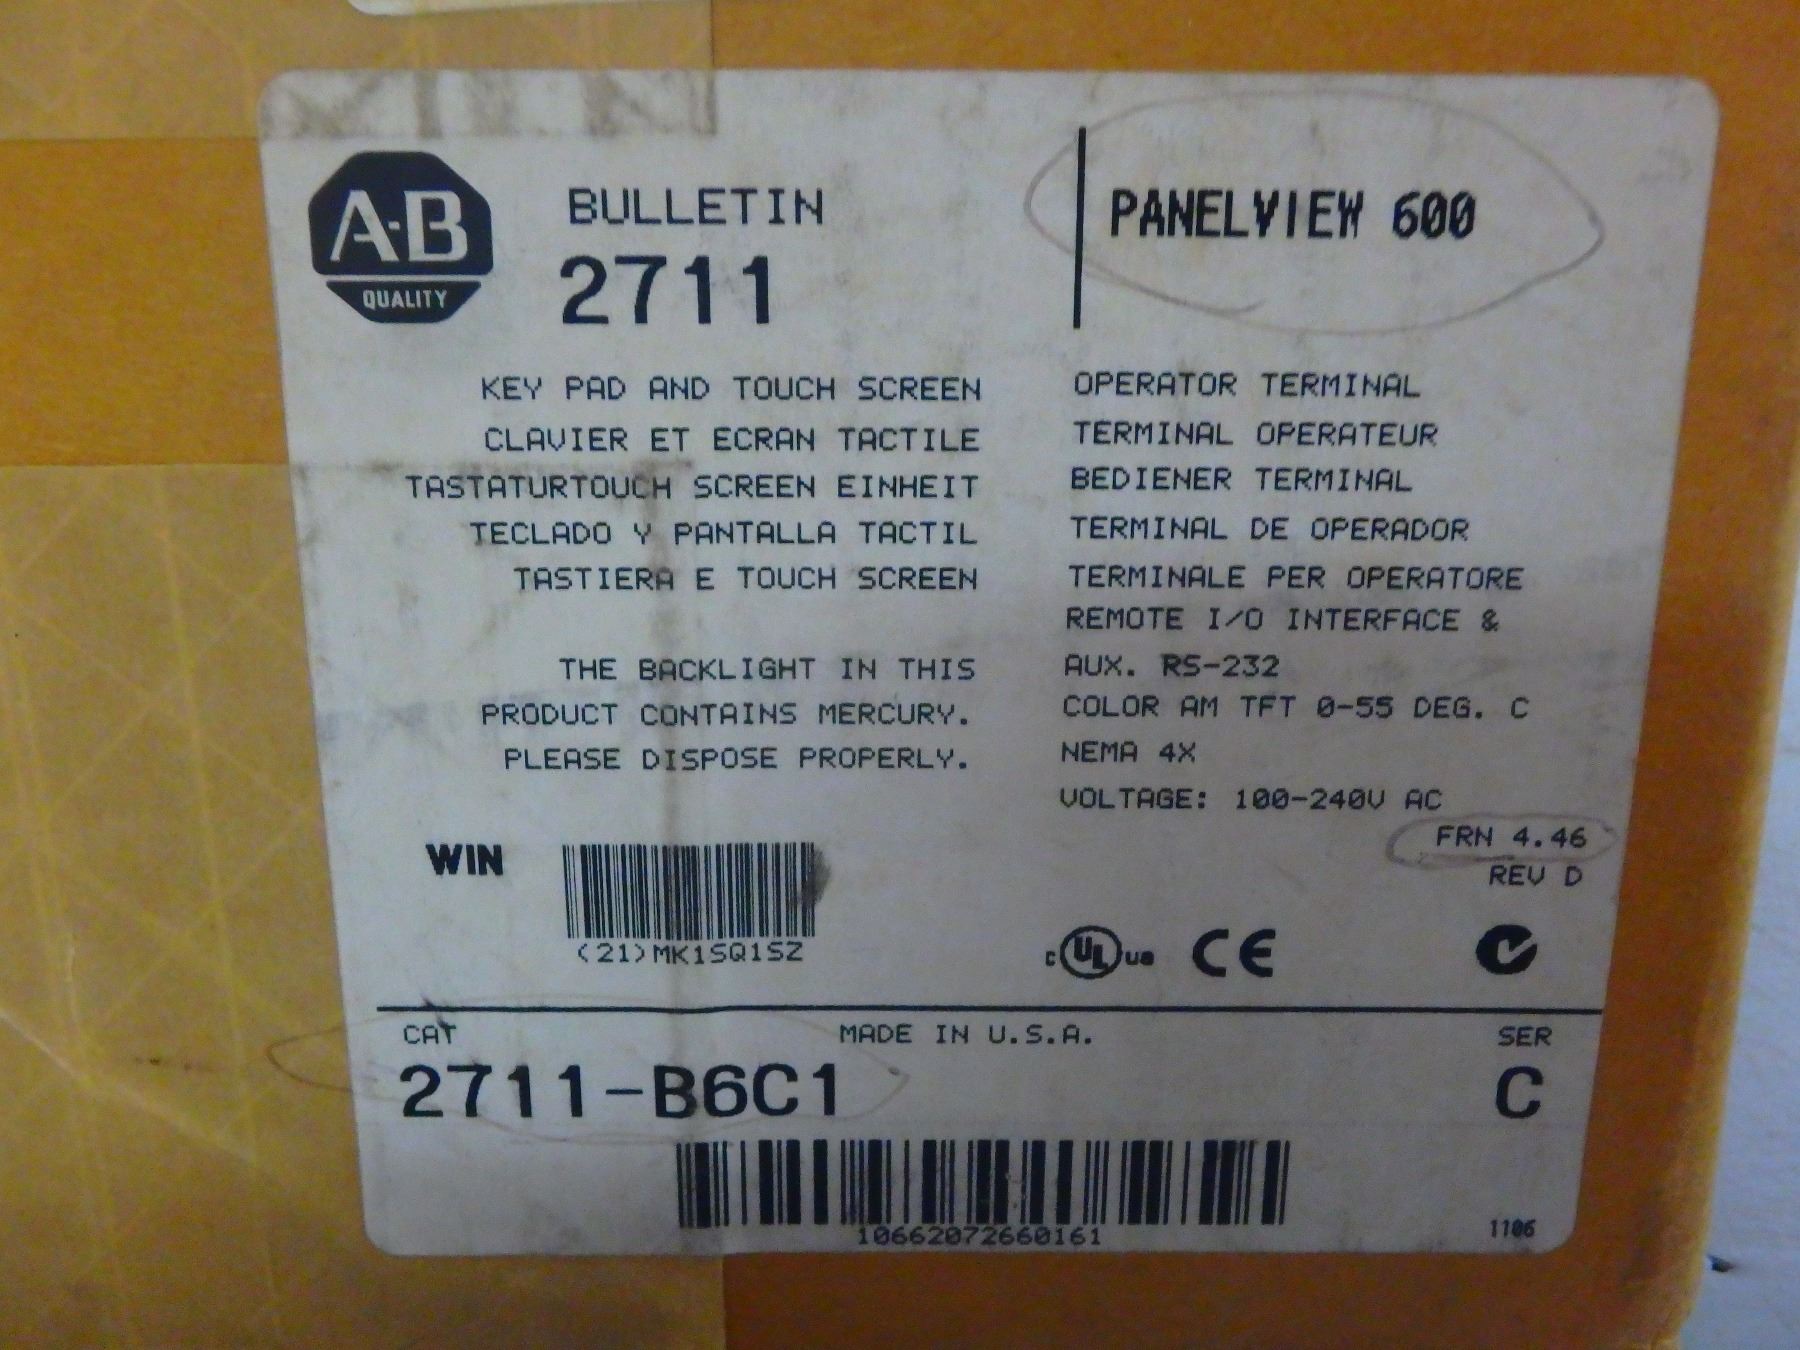 A-B
QUALITY
BULLETIN
2711
PANELVIEW 600
KEY PAD AND TOUCH SCREEN
CLAVIER ET ECRAN TACTILE
TASTATURTOUCH SCREEN EINHEIT
TECLADO Y PANTALLA TACTIL
TASTIERA E TOUCH SCREEN
THE BACKLIGHT IN THIS
PRODUCT CONTAINS MERCURY.
PLEASE DISPOSE PROPERLY.
OPERATOR TERMINAL
TERMINAL OPERATEUR
BEDIENER TERMINAL
TERMINAL DE OPERADOR
TERMINALE PER OPERATORE
REMOTE I/O INTERFACE &
AUX. RS-232
COLOR AM TFT 0-55 DEG. C
NEMA 4X
VOLTAGE: 100-240V AC
FRN 4.46
REV D
WIN
(21)MK1SQ1SZ
c UL us CE
CAT
MADE IN U.S.A.
SER
2711-B6C1
C
10662072660161
1106